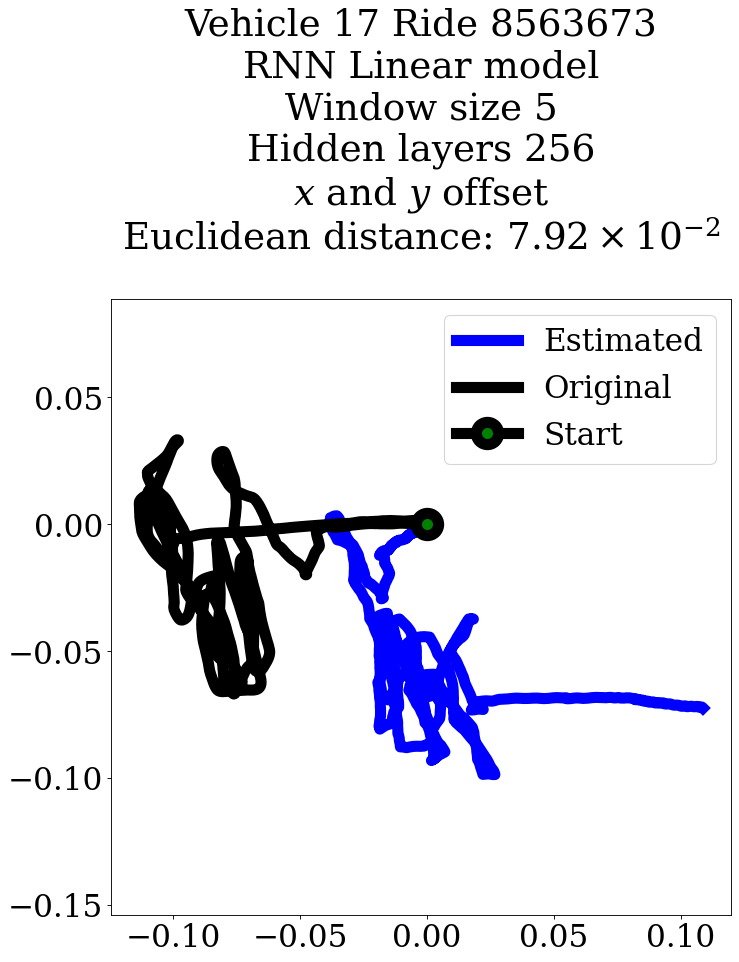 Vehicle 17 Ride 8563673
RNN Linear model
Window size 5
Hidden layers 256
x and y offset
Euclidean distance: 7.92 × 10⁻²
Estimated
Original
Start
0.05
0.00
−0.05
−0.10
−0.15
−0.10 −0.05 0.00 0.05 0.10